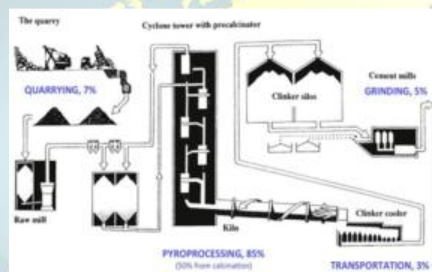 The quarry
Cyclone tower with precalcinator
QUARRYING, 7%
Clinker silos
Cement mills
GRINDING, 5%
Raw mill
Kiln
Clinker cooler
PYROPROCESSING, 85%
(50% from calcination)
TRANSPORTATION, 3%